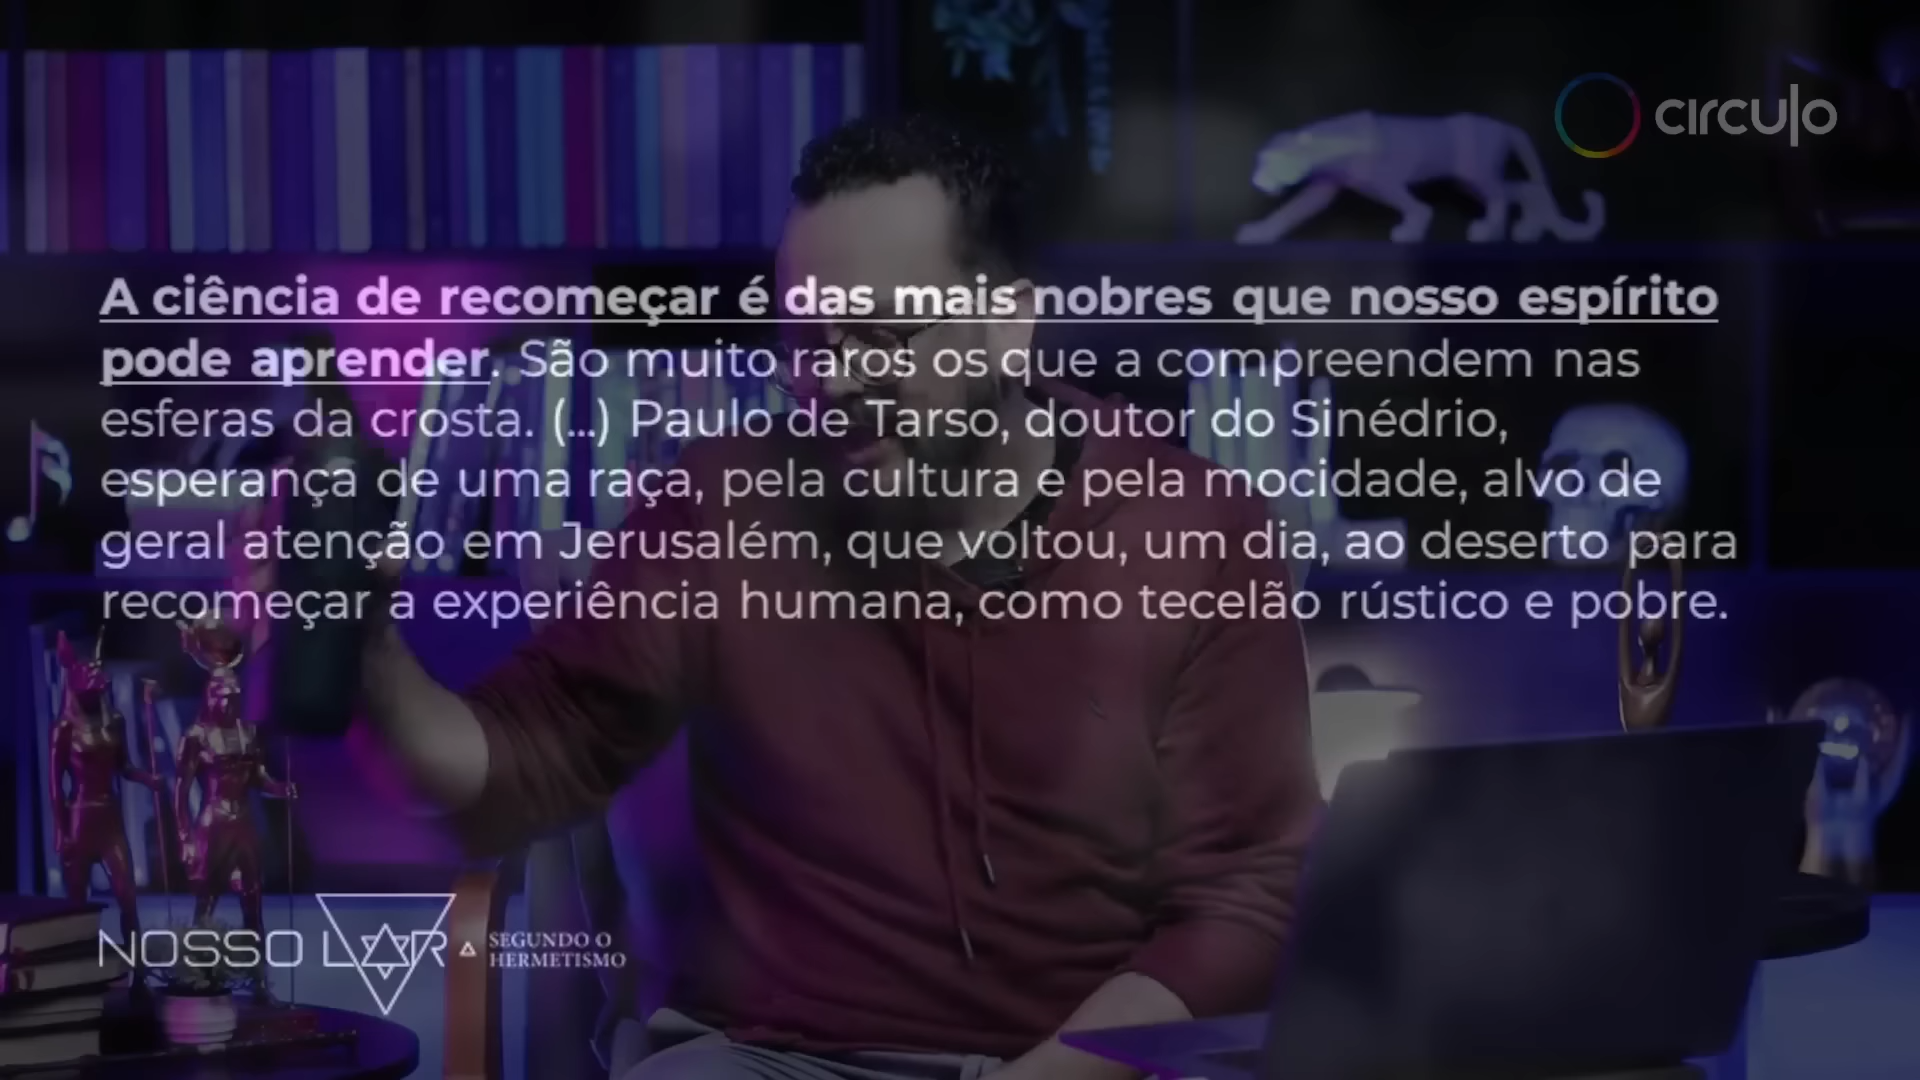 circulo
A ciência de recomeçar é das mais nobres que nosso espírito
pode aprender. São muito raros os que a compreendem nas
esferas da crosta. (...) Paulo de Tarso, doutor do Sinédrio,
esperança de uma raça, pela cultura e pela mocidade, alvo de
geral atenção em Jerusalém, que voltou, um dia, ao deserto para
recomeçar a experiência humana, como tecelão rústico e pobre.
NOSSO LAR
SEGUNDO O
HERMETISMO